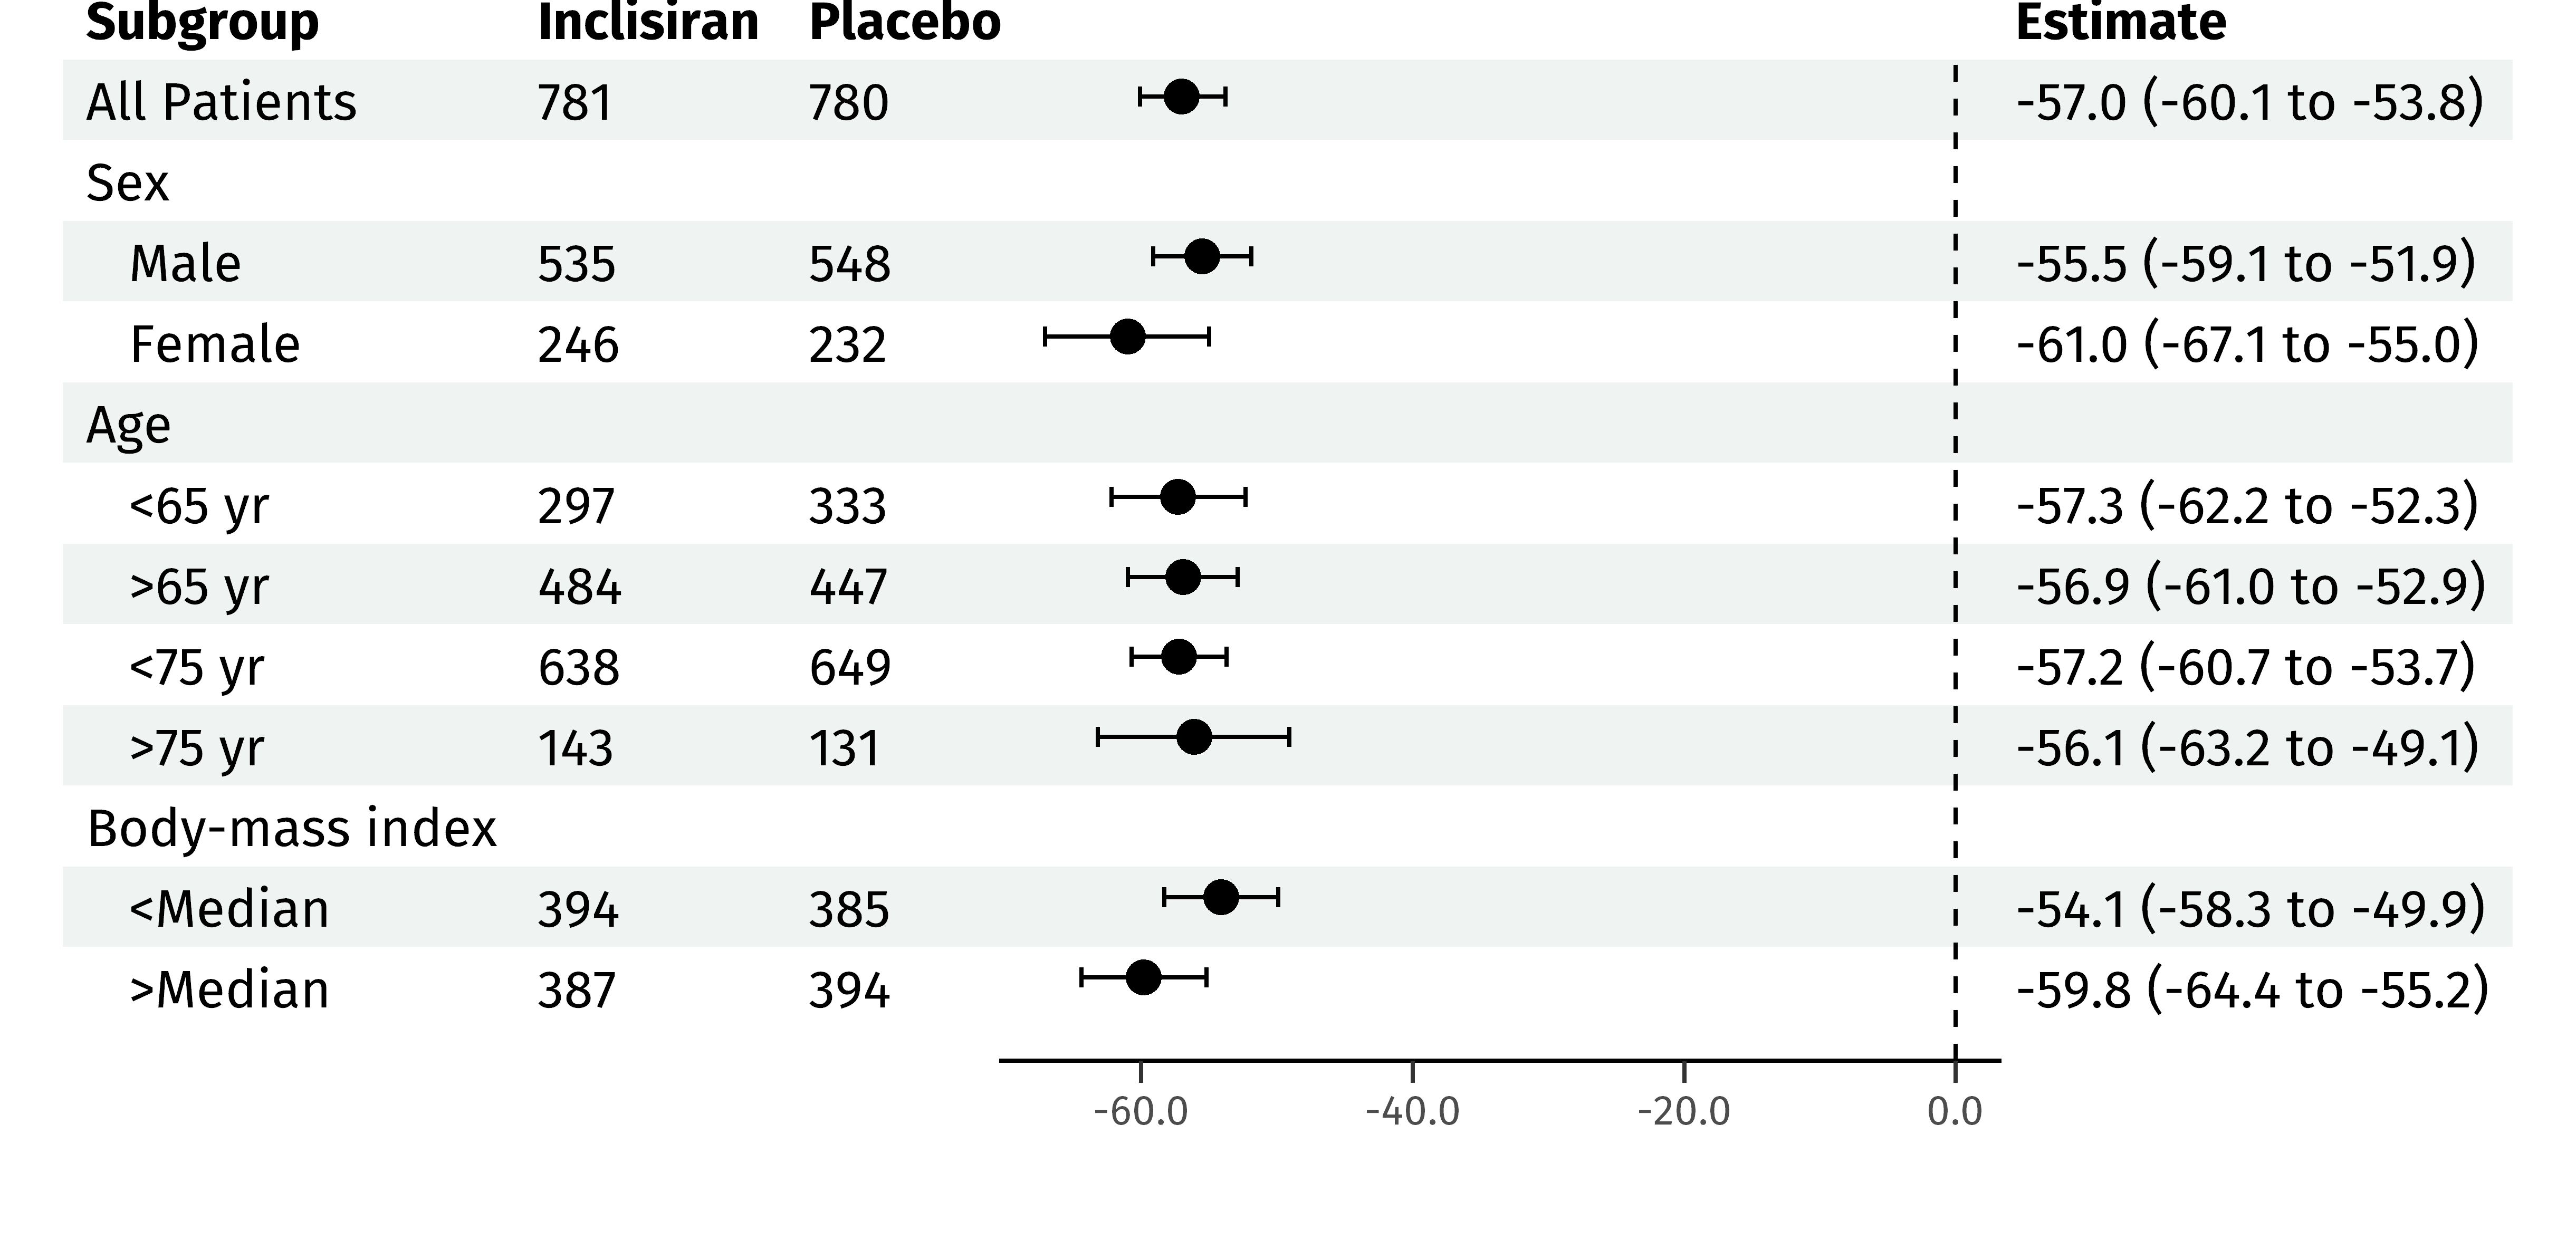 Subgroup Inclisiran Placebo Estimate
All Patients 781 780 -57.0 (-60.1 to -53.8)
Sex
Male 535 548 -55.5 (-59.1 to -51.9)
Female 246 232 -61.0 (-67.1 to -55.0)
Age
<65 yr 297 333 -57.3 (-62.2 to -52.3)
>65 yr 484 447 -56.9 (-61.0 to -52.9)
<75 yr 638 649 -57.2 (-60.7 to -53.7)
>75 yr 143 131 -56.1 (-63.2 to -49.1)
Body-mass index
<Median 394 385 -54.1 (-58.3 to -49.9)
>Median 387 394 -59.8 (-64.4 to -55.2)
-60.0 -40.0 -20.0 0.0